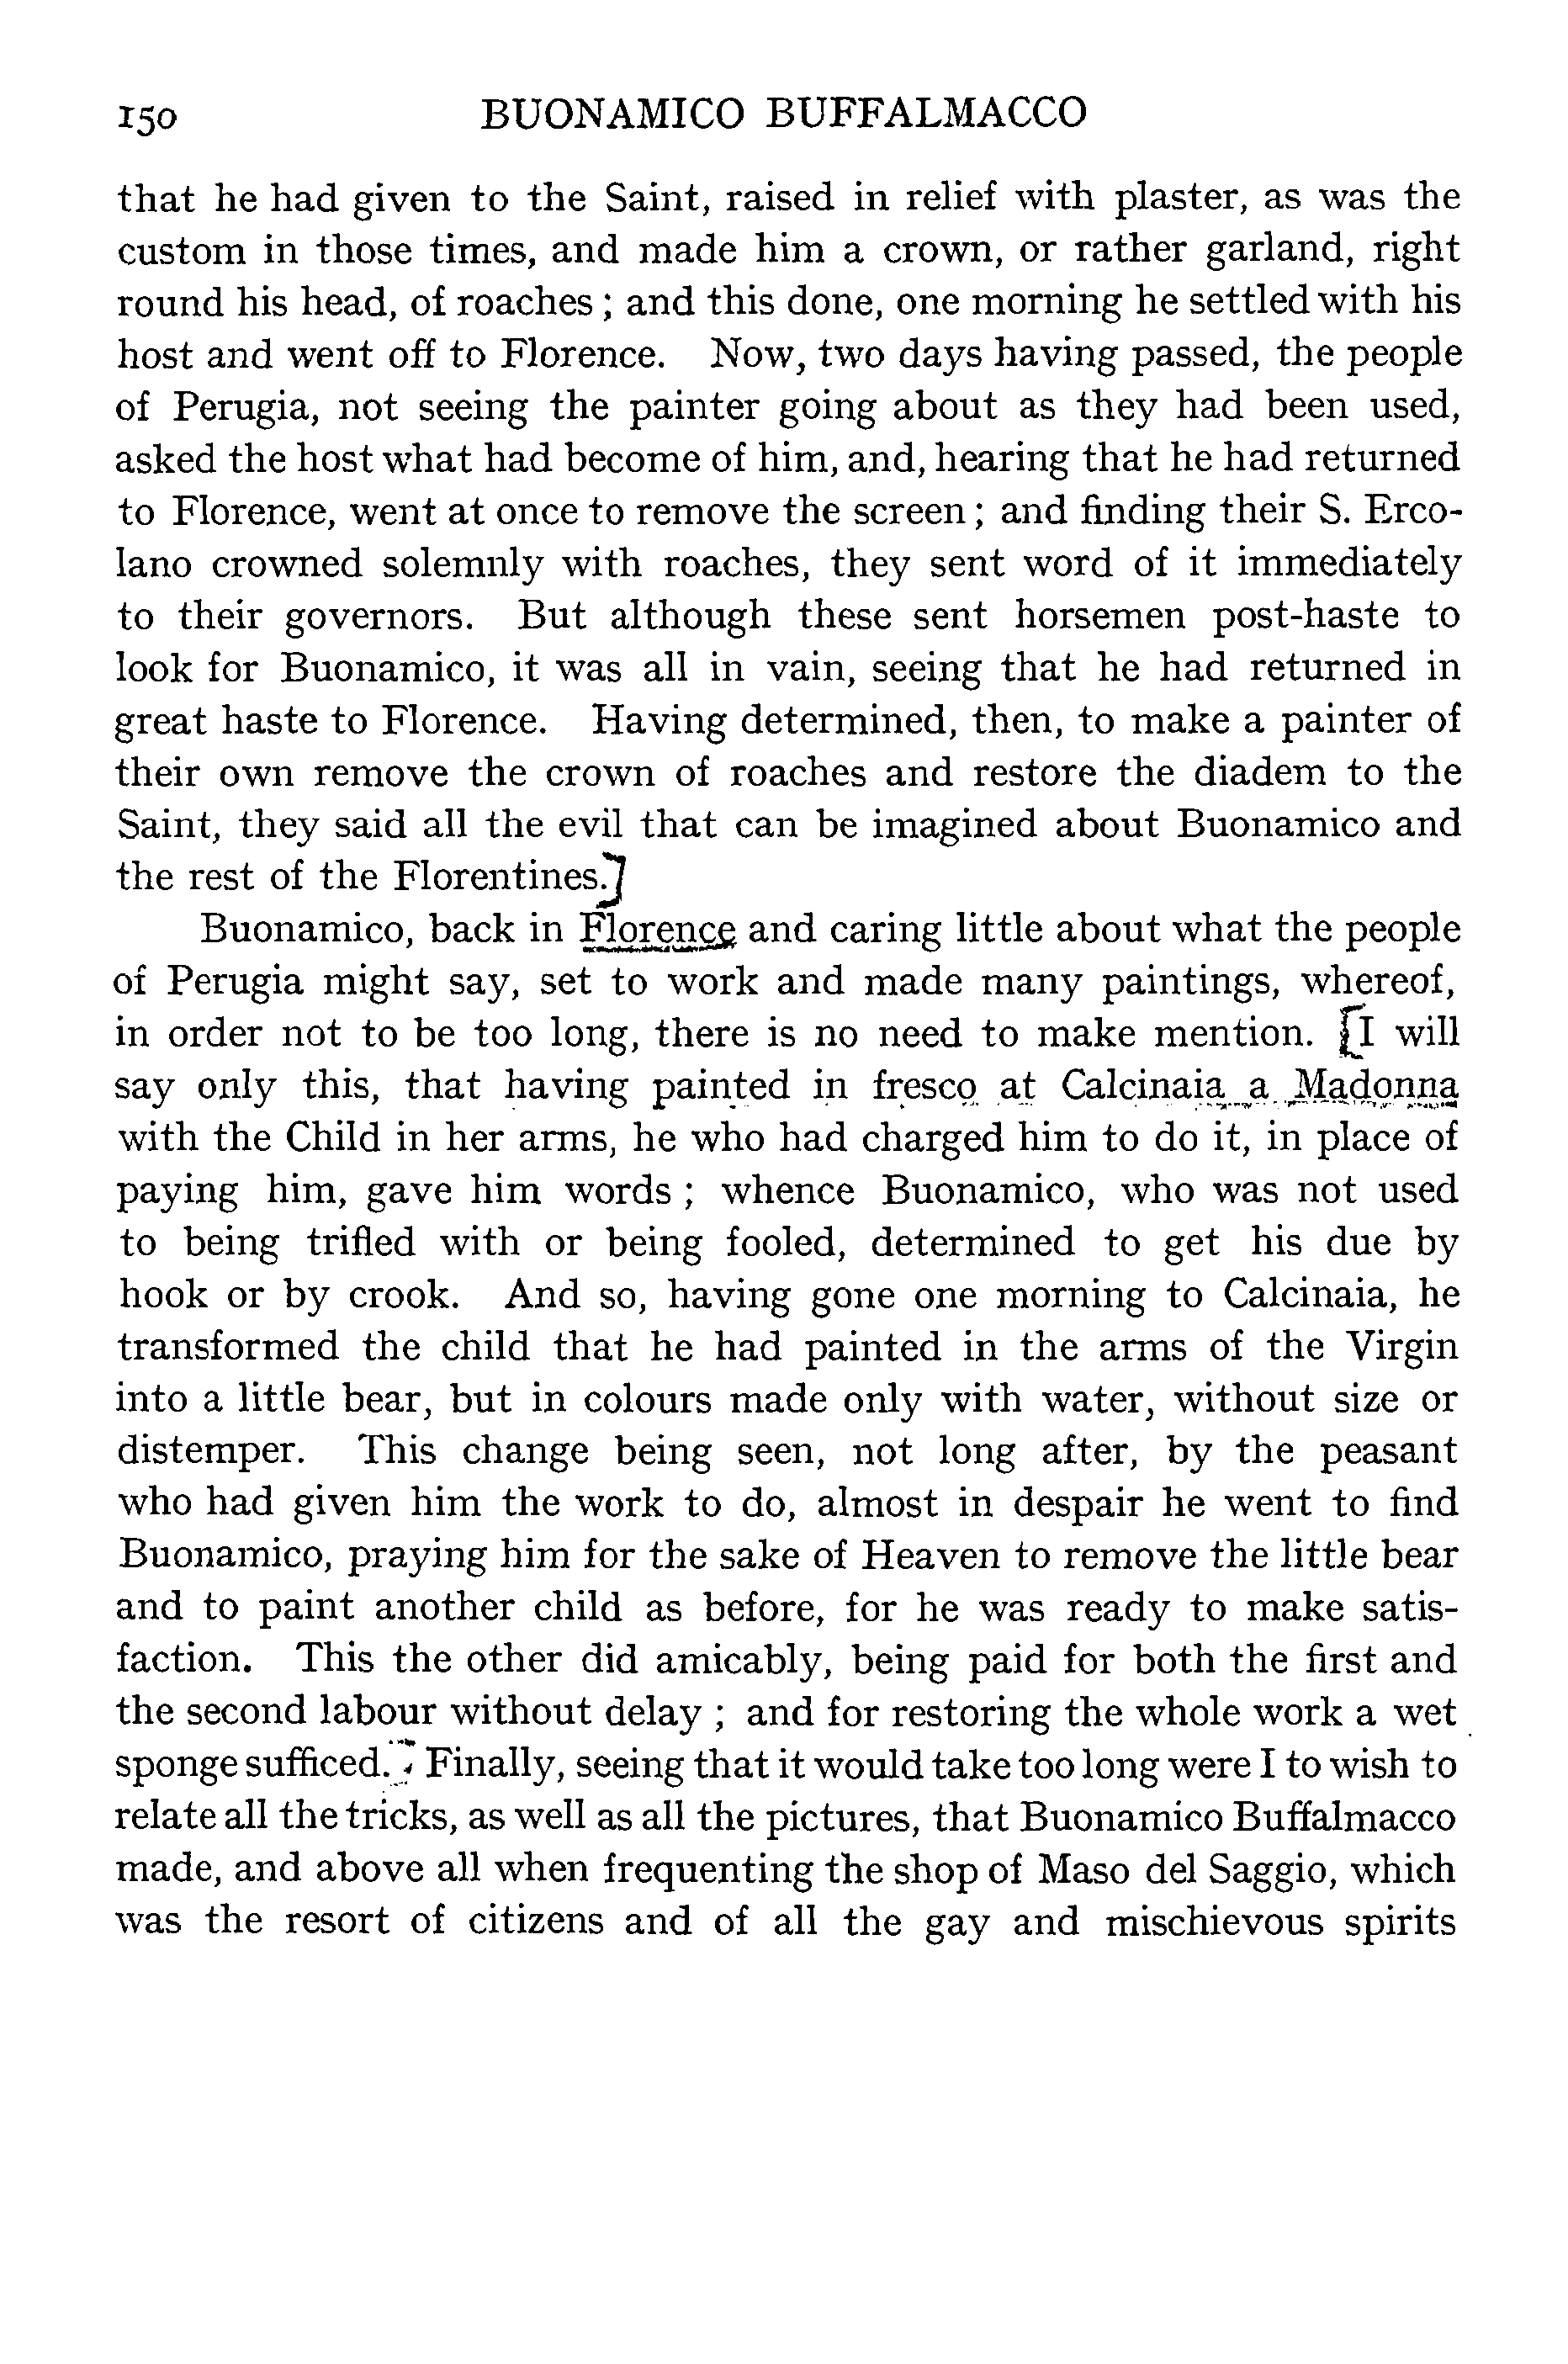 150 BUONAMICO BUFFALMACCO
that he had given to the Saint, raised in relief with plaster, as was the
custom in those times, and made him a crown, or rather garland, right
round his head, of roaches ; and this done, one morning he settled with his
host and went off to Florence. Now, two days having passed, the people
of Perugia, not seeing the painter going about as they had been used,
asked the host what had become of him, and, hearing that he had returned
to Florence, went at once to remove the screen ; and finding their S. Erco-
lano crowned solemnly with roaches, they sent word of it immediately
to their governors. But although these sent horsemen post-haste to
look for Buonamico, it was all in vain, seeing that he had returned in
great haste to Florence. Having determined, then, to make a painter of
their own remove the crown of roaches and restore the diadem to the
Saint, they said all the evil that can be imagined about Buonamico and
the rest of the Florentines.]
Buonamico, back in Florence and caring little about what the people
of Perugia might say, set to work and made many paintings, whereof,
in order not to be too long, there is no need to make mention. [I will
say only this, that having painted in fresco at Calcinaia a Madonna
with the Child in her arms, he who had charged him to do it, in place of
paying him, gave him words ; whence Buonamico, who was not used
to being trifled with or being fooled, determined to get his due by
hook or by crook. And so, having gone one morning to Calcinaia, he
transformed the child that he had painted in the arms of the Virgin
into a little bear, but in colours made only with water, without size or
distemper. This change being seen, not long after, by the peasant
who had given him the work to do, almost in despair he went to find
Buonamico, praying him for the sake of Heaven to remove the little bear
and to paint another child as before, for he was ready to make satis-
faction. This the other did amicably, being paid for both the first and
the second labour without delay ; and for restoring the whole work a wet
sponge sufficed.] Finally, seeing that it would take too long were I to wish to
relate all the tricks, as well as all the pictures, that Buonamico Buffalmacco
made, and above all when frequenting the shop of Maso del Saggio, which
was the resort of citizens and of all the gay and mischievous spirits